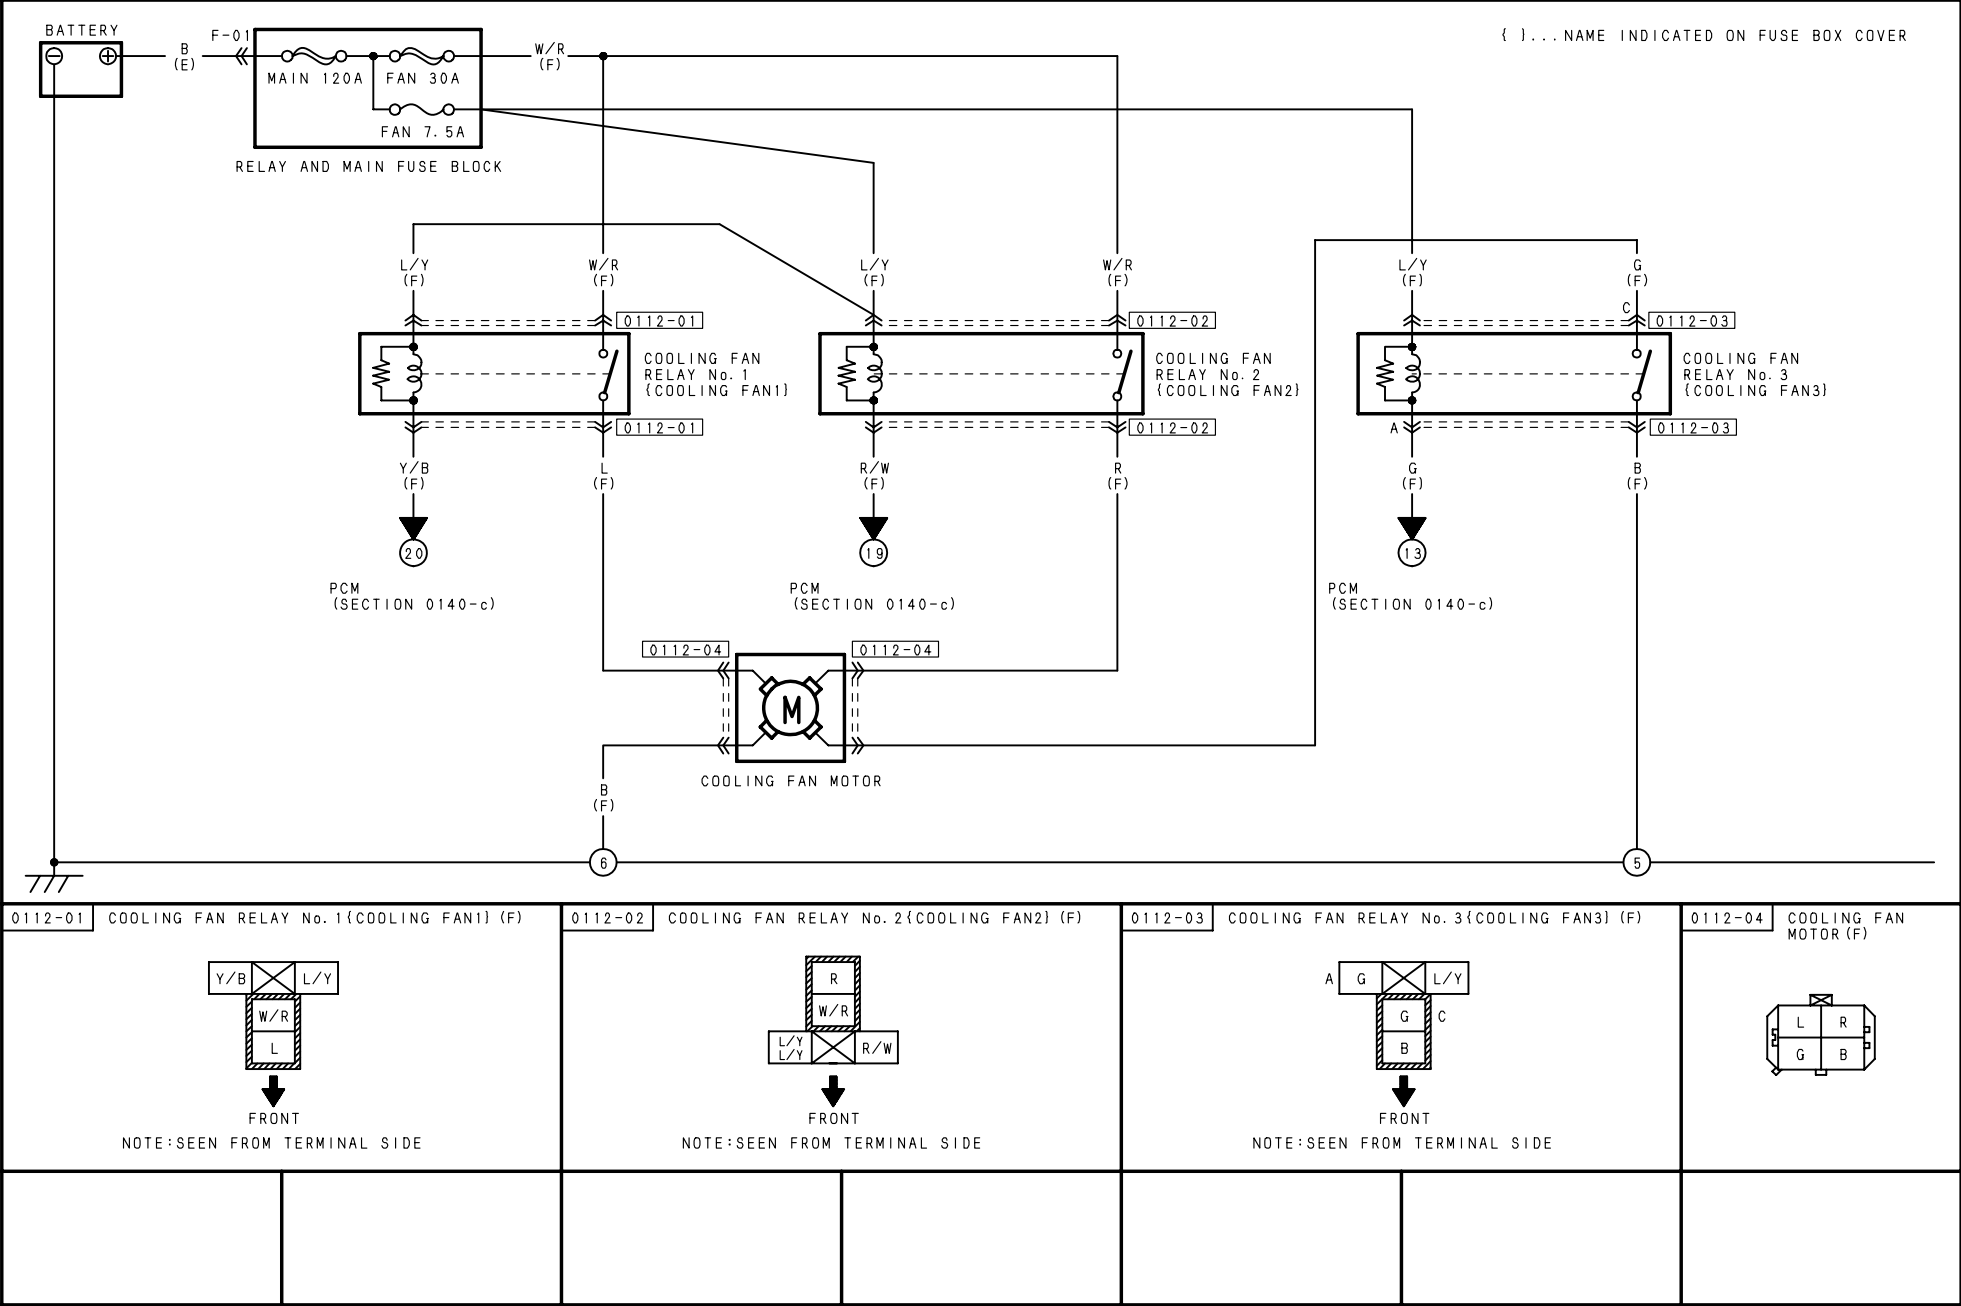 BATTERY
B
(E)
F-01
MAIN 120A
FAN 30A
FAN 7.5A
RELAY AND MAIN FUSE BLOCK
W/R
(F)
{ }...NAME INDICATED ON FUSE BOX COVER
L/Y
(F)
W/R
(F)
L/Y
(F)
W/R
(F)
L/Y
(F)
G
(F)
C
0112-01
0112-02
0112-03
COOLING FAN
RELAY No.1
{COOLING FAN1}
COOLING FAN
RELAY No.2
{COOLING FAN2}
COOLING FAN
RELAY No.3
{COOLING FAN3}
0112-01
0112-02
A
0112-03
Y/B
(F)
L
(F)
R/W
(F)
R
(F)
G
(F)
B
(F)
20
19
13
PCM
(SECTION 0140-c)
PCM
(SECTION 0140-c)
PCM
(SECTION 0140-c)
0112-04
0112-04
M
COOLING FAN MOTOR
B
(F)
6
5
0112-01
COOLING FAN RELAY No.1{COOLING FAN1} (F)
Y/B
L/Y
W/R
L
FRONT
NOTE:SEEN FROM TERMINAL SIDE
0112-02
COOLING FAN RELAY No.2{COOLING FAN2} (F)
R
W/R
L/Y
L/Y
R/W
FRONT
NOTE:SEEN FROM TERMINAL SIDE
0112-03
COOLING FAN RELAY No.3{COOLING FAN3} (F)
A
G
L/Y
G
C
B
FRONT
NOTE:SEEN FROM TERMINAL SIDE
0112-04
COOLING FAN
MOTOR(F)
L
R
G
B